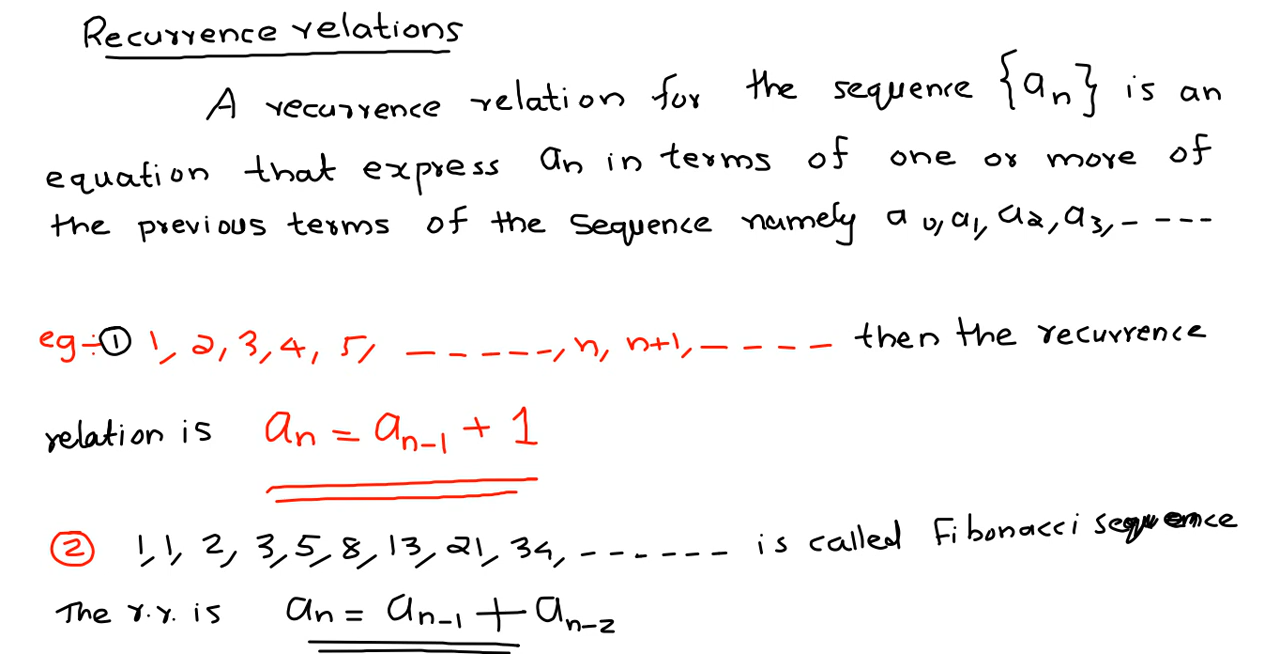 Recurrence relations
A recurrence relation for the sequence {aₙ} is an
equation that express aₙ in terms of one or more of
the previous terms of the sequence namely a₀, a₁, a₂, a₃, - - - -
eg:- ① 1, 2, 3, 4, 5, - - - - - -, n, n+1, - - - - - then the recurrence
relation is aₙ = aₙ₋₁ + 1
② 1, 1, 2, 3, 5, 8, 13, 21, 34, - - - - - - is called Fibonacci sequence
The r.r. is aₙ = aₙ₋₁ + aₙ₋₂